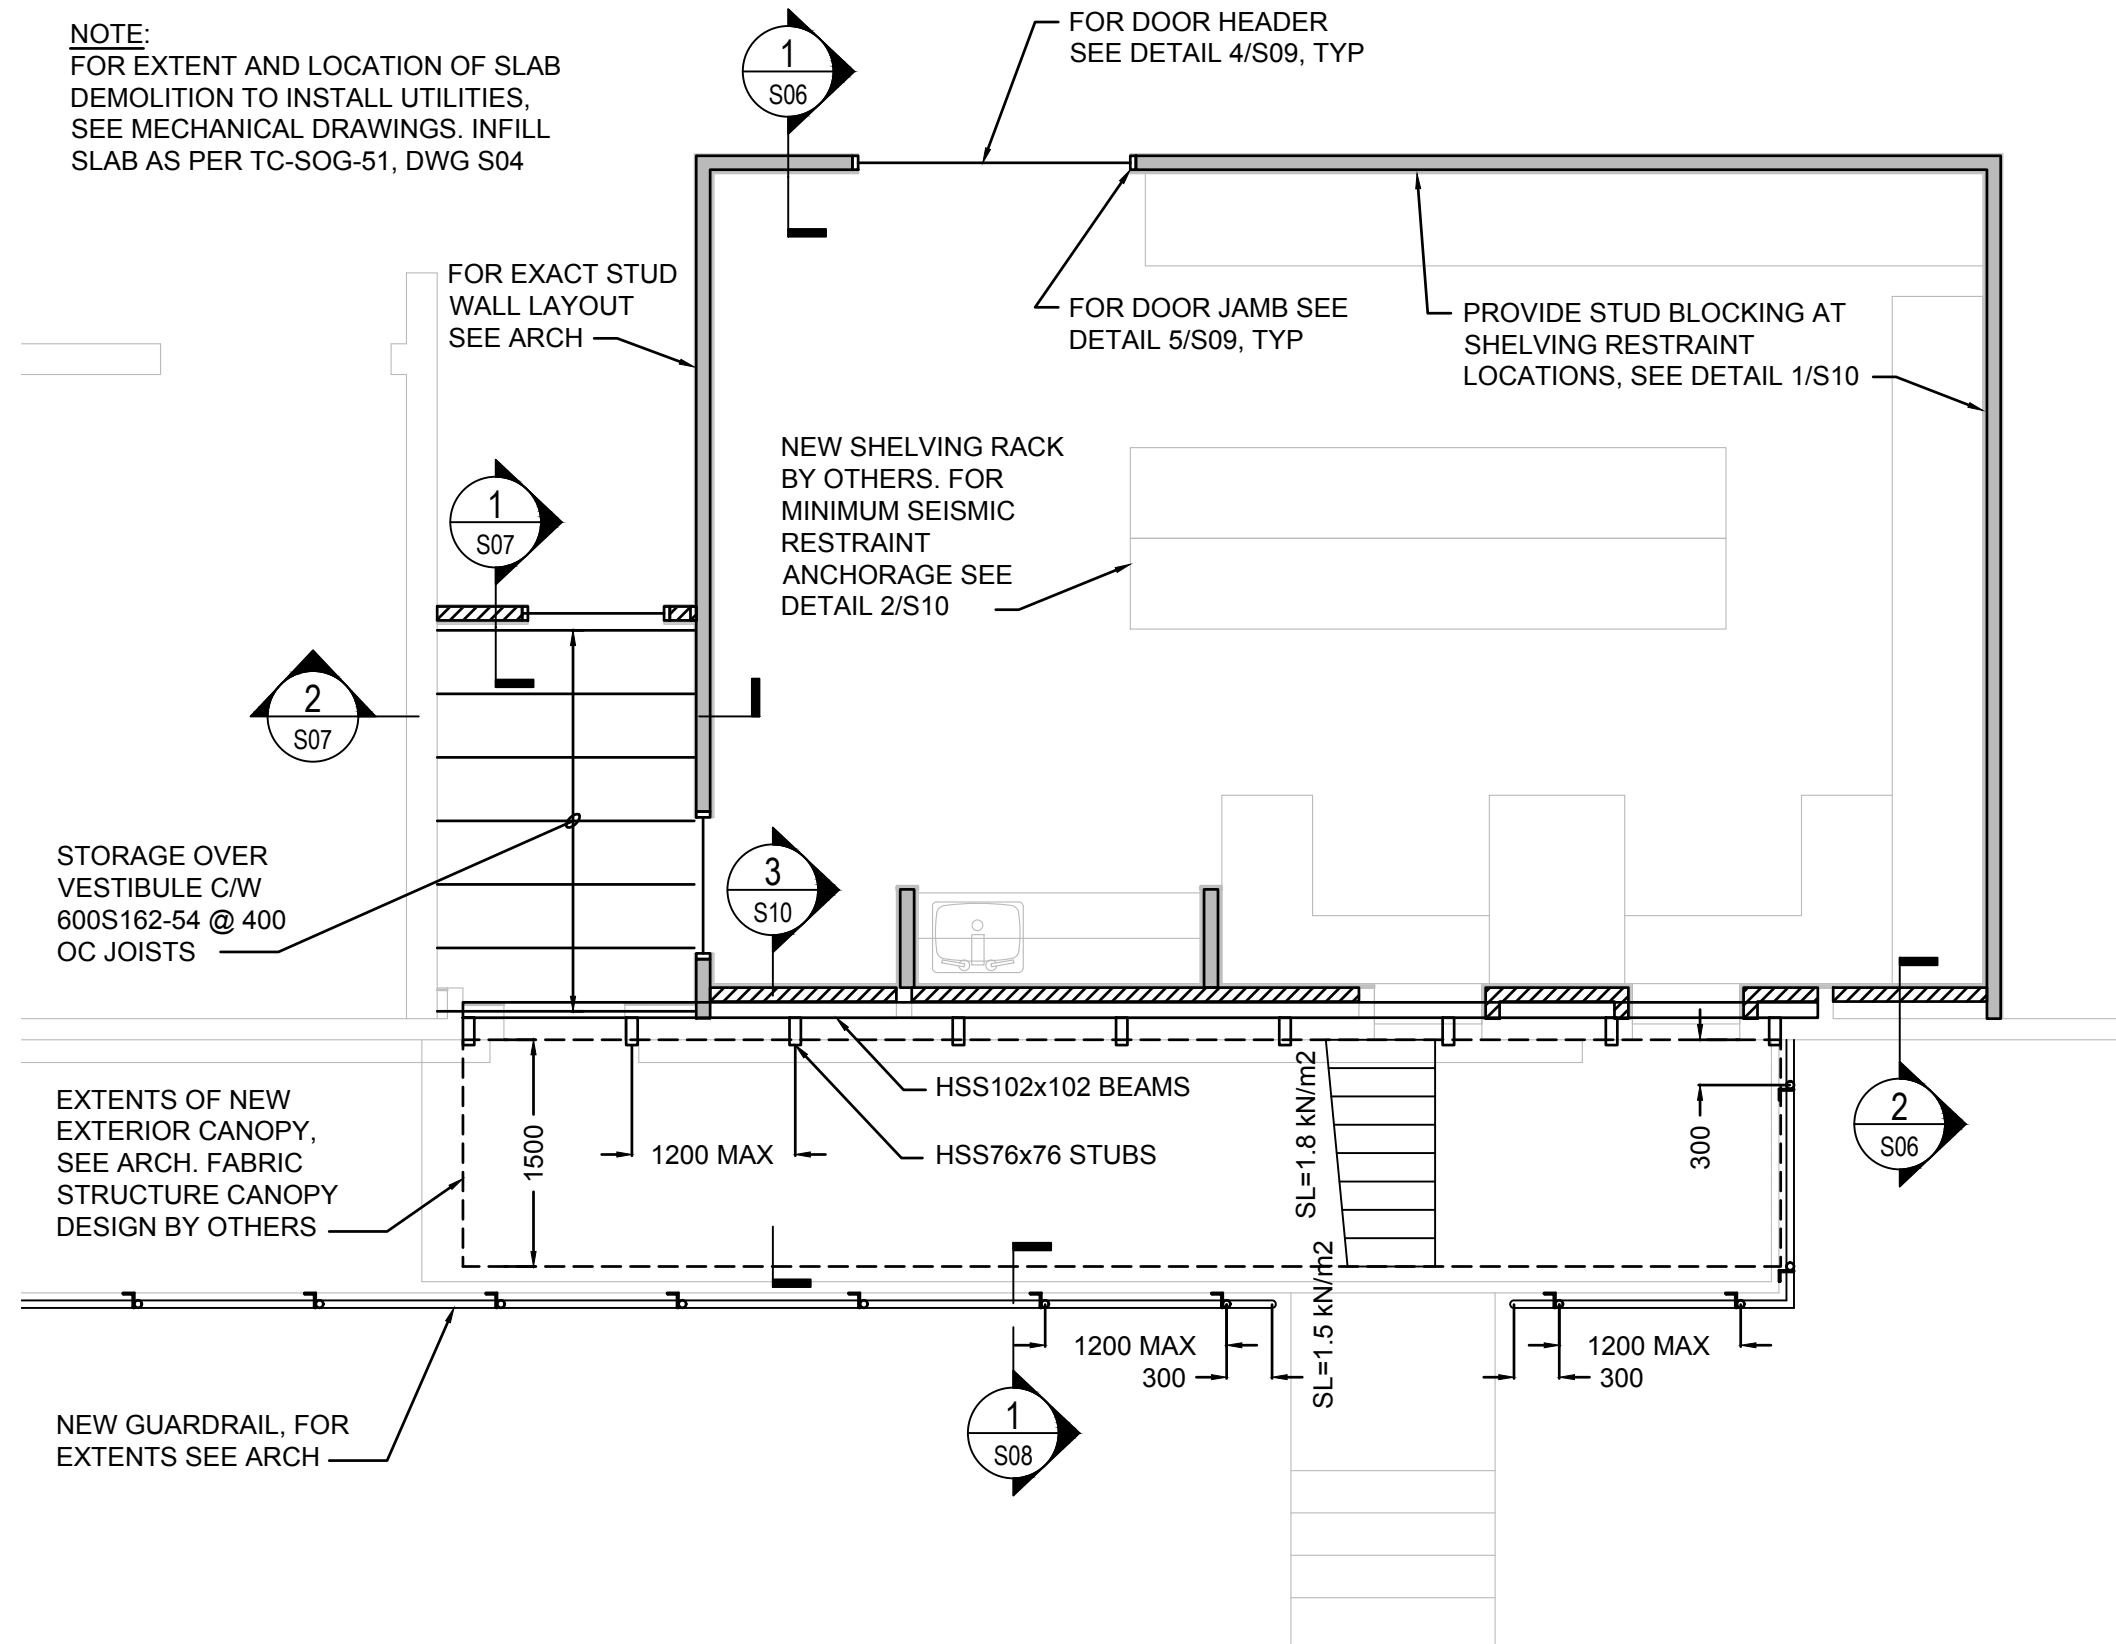 NOTE:
FOR EXTENT AND LOCATION OF SLAB
DEMOLITION TO INSTALL UTILITIES,
SEE MECHANICAL DRAWINGS. INFILL
SLAB AS PER TC-SOG-51, DWG S04
1
S06
FOR DOOR HEADER
SEE DETAIL 4/S09, TYP
FOR EXACT STUD
WALL LAYOUT
SEE ARCH
FOR DOOR JAMB SEE
DETAIL 5/S09, TYP
PROVIDE STUD BLOCKING AT
SHELVING RESTRAINT
LOCATIONS, SEE DETAIL 1/S10
NEW SHELVING RACK
BY OTHERS. FOR
MINIMUM SEISMIC
RESTRAINT
ANCHORAGE SEE
DETAIL 2/S10
1
S07
2
S07
STORAGE OVER
VESTIBULE C/W
600S162-54 @ 400
OC JOISTS
3
S10
EXTENTS OF NEW
EXTERIOR CANOPY,
SEE ARCH. FABRIC
STRUCTURE CANOPY
DESIGN BY OTHERS
1500
1200 MAX
HSS102x102 BEAMS
HSS76x76 STUBS
SL=1.8 kN/m2
SL=1.5 kN/m2
300
2
S06
1200 MAX
300
1200 MAX
300
1
S08
NEW GUARDRAIL, FOR
EXTENTS SEE ARCH